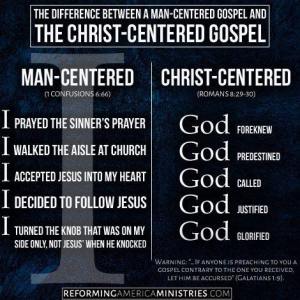 THE DIFFERENCE BETWEEN A MAN-CENTERED GOSPEL AND
THE CHRIST-CENTERED GOSPEL
MAN-CENTERED
(1 CONFUSIONS 6:66)
I PRAYED THE SINNER'S PRAYER
I WALKED THE AISLE AT CHURCH
I ACCEPTED JESUS INTO MY HEART
I DECIDED TO FOLLOW JESUS
I TURNED THE KNOB THAT WAS ON MY
SIDE ONLY, NOT JESUS' WHEN HE KNOCKED
CHRIST-CENTERED
(ROMANS 8:29-30)
God FOREKNEW
God PREDESTINED
God CALLED
God JUSTIFIED
God GLORIFIED
WARNING: "... IF ANYONE IS PREACHING TO YOU A
GOSPEL CONTRARY TO THE ONE YOU RECEIVED,
LET HIM BE ACCURSED" (GALATIANS 1:9).
REFORMINGAMERICAMINISTRIES.COM